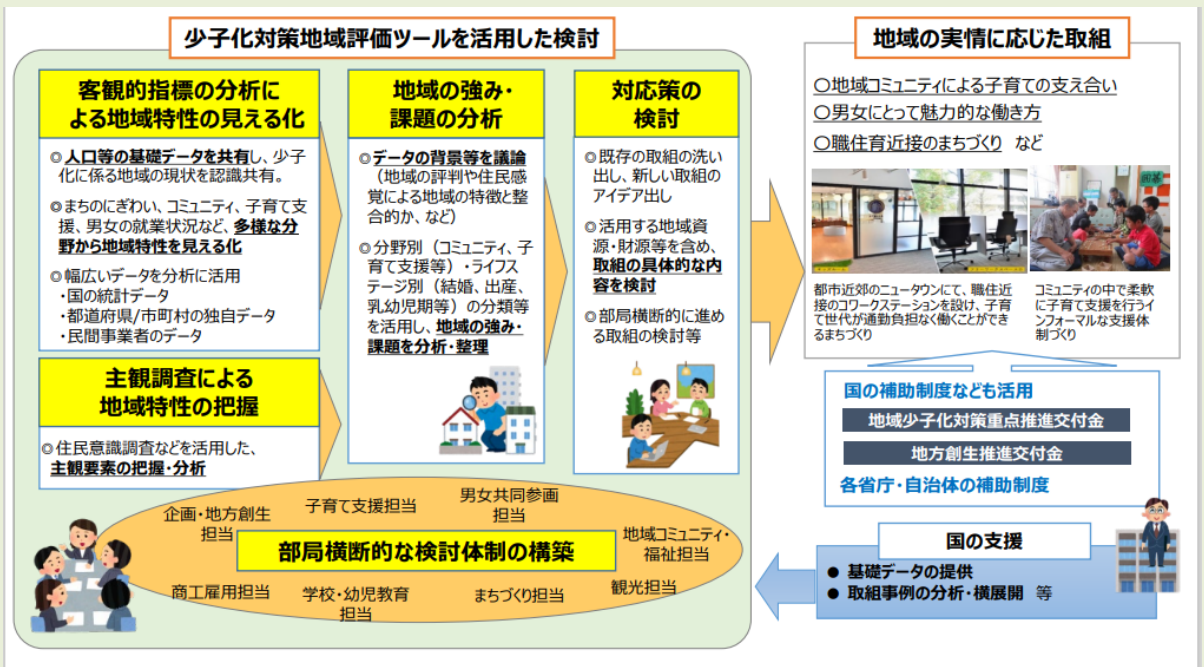 少子化対策地域評価ツールを活用した検討
客観的指標の分析に
よる地域特性の見える化
◎人口等の基礎データを共有し、少子
化に係る地域の現状を認識共有。
◎まちのにぎわい、コミュニティ、子育て支
援、男女の就業状況など、多様な分
野から地域特性を見える化
◎幅広いデータを分析に活用
・国の統計データ
・都道府県/市町村の独自データ
・民間事業者のデータ
主観調査による
地域特性の把握
◎住民意識調査などを活用した、
主観要素の把握・分析
地域の強み・
課題の分析
◎データの背景等を議論
（地域の評判や住民感
覚による地域の特徴と整
合的か、など）
◎分野別（コミュニティ、子
育て支援等）・ライフス
テージ別（結婚、出産、
乳幼児期等）の分類等
を活用し、地域の強み・
課題を分析・整理
対応策の
検討
◎既存の取組の洗い
出し、新しい取組の
アイデア出し
◎活用する地域資
源・財源等を含め、
取組の具体的な内
容を検討
◎部局横断的に進め
る取組の検討等
企画・地方創生
担当
子育て支援担当
男女共同参画
担当
地域コミュニティ・
福祉担当
部局横断的な検討体制の構築
商工雇用担当
学校・幼児教育
担当
まちづくり担当
観光担当
地域の実情に応じた取組
〇地域コミュニティによる子育ての支え合い
〇男女にとって魅力的な働き方
〇職住育近接のまちづくり など
都市近郊のニュータウンにて、職住近
接のコワークステーションを設け、子育
て世代が通勤負担なく働くことができ
るまちづくり
コミュニティの中で柔軟
に子育て支援を行うイ
ンフォーマルな支援体
制づくり
国の補助制度なども活用
地域少子化対策重点推進交付金
地方創生推進交付金
各省庁・自治体の補助制度
国の支援
● 基礎データの提供
● 取組事例の分析・横展開 等